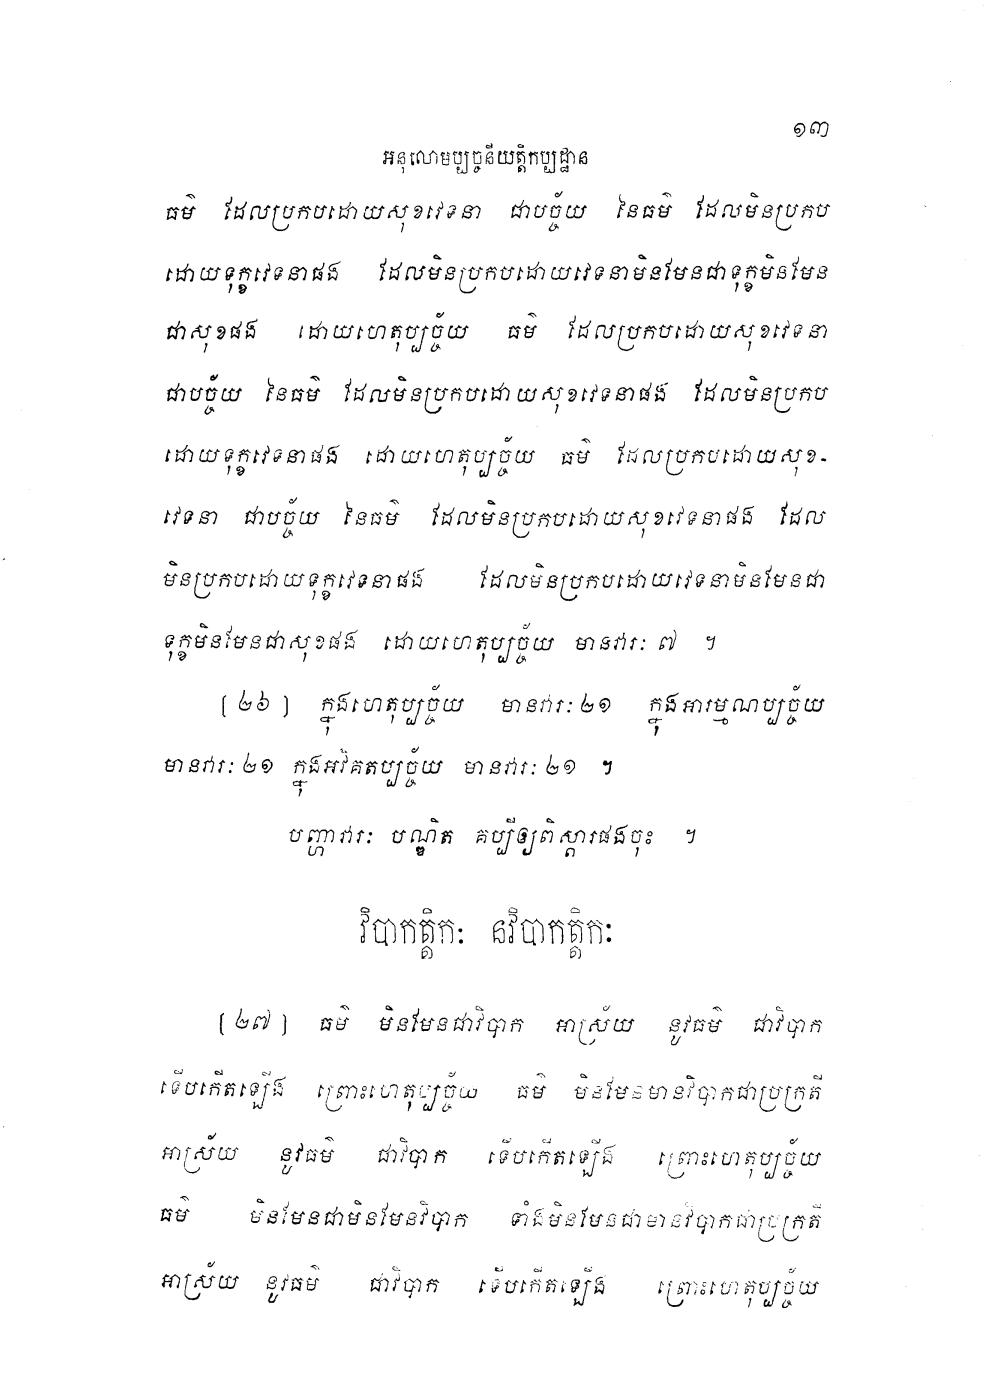 ១៣
អនុលោមប្បច្ចនីយត្តិកប្បដ្ឋាន
ធម៌ ដែលប្រកបដោយសុខវេទនា ជាបច្ច័យ នៃធម៌ ដែលមិនប្រកប
ដោយទុក្ខវេទនាផង ដែលមិនប្រកបដោយវេទនាមិនមែនជាទុក្ខមិនមែន
ជាសុខផង ដោយហេតុប្បច្ច័យ ធម៌ ដែលប្រកបដោយសុខវេទនា
ជាបច្ច័យ នៃធម៌ ដែលមិនប្រកបដោយសុខវេទនាផង ដែលមិនប្រកប
ដោយទុក្ខវេទនាផង ដោយហេតុប្បច្ច័យ ធម៌ ដែលប្រកបដោយសុខ-
វេទនា ជាបច្ច័យ នៃធម៌ ដែលមិនប្រកបដោយសុខវេទនាផង ដែល
មិនប្រកបដោយទុក្ខវេទនាផង ដែលមិនប្រកបដោយវេទនាមិនមែនជា
ទុក្ខមិនមែនជាសុខផង ដោយហេតុប្បច្ច័យ មានវារៈ ៧ ។
[២៦] ក្នុងហេតុប្បច្ច័យ មានវារៈ ២១ ក្នុងអារម្មណប្បច្ច័យ
មានវារៈ ២១ ក្នុងអវិគតប្បច្ច័យ មានវារៈ ២១ ។
បញ្ហាវារៈ បណ្ឌិត គប្បីឲ្យពិស្តារផងចុះ ។
វិបាកត្តិកៈ នវិបាកត្តិកៈ
[២៧] ធម៌ មិនមែនជាវិបាក អាស្រ័យ នូវធម៌ ជាវិបាក
ទើបកើតឡើង ព្រោះហេតុប្បច្ច័យ ធម៌ មិនមែនមានវិបាកជាប្រក្រតី
អាស្រ័យ នូវធម៌ ជាវិបាក ទើបកើតឡើង ព្រោះហេតុប្បច្ច័យ
ធម៌ មិនមែនជាមិនមែនវិបាក ទាំងមិនមែនជាមានវិបាកជាប្រក្រតី
អាស្រ័យ នូវធម៌ ជាវិបាក ទើបកើតឡើង ព្រោះហេតុប្បច្ច័យ